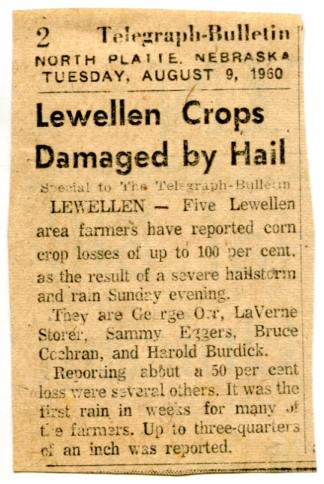 2 Telegraph-Bulletin
NORTH PLATTE, NEBRASKA
TUESDAY, AUGUST 9, 1960
Lewellen Crops
Damaged by Hail
Special to The Telegraph-Bulletin
LEWELLEN — Five Lewellen
area farmers have reported corn
crop losses of up to 100 per cent,
as the result of a severe hailstorm
and rain Sunday evening.
They are George Orr, LaVerne
Storer, Sammy Eggers, Bruce
Cochran, and Harold Burdick.
Reporting about a 50 per cent
loss were several others. It was the
first rain in weeks for many of
the farmers. Up to three-quarters
of an inch was reported.